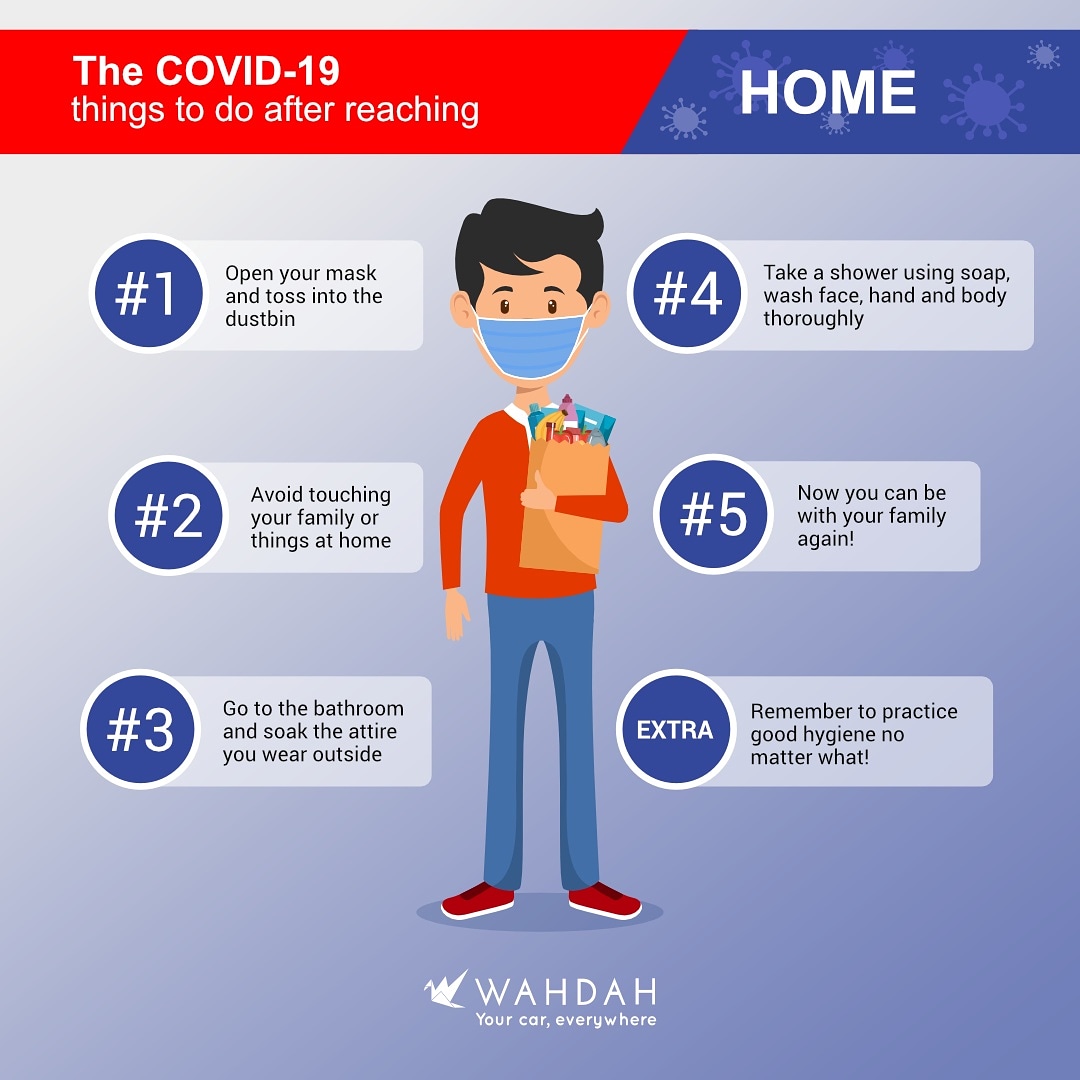 The COVID-19
things to do after reaching
HOME
#1
Open your mask
and toss into the
dustbin
#2
Avoid touching
your family or
things at home
#3
Go to the bathroom
and soak the attire
you wear outside
#4
Take a shower using soap,
wash face, hand and body
thoroughly
#5
Now you can be
with your family
again!
EXTRA
Remember to practice
good hygiene no
matter what!
WAHDAH
Your car, everywhere